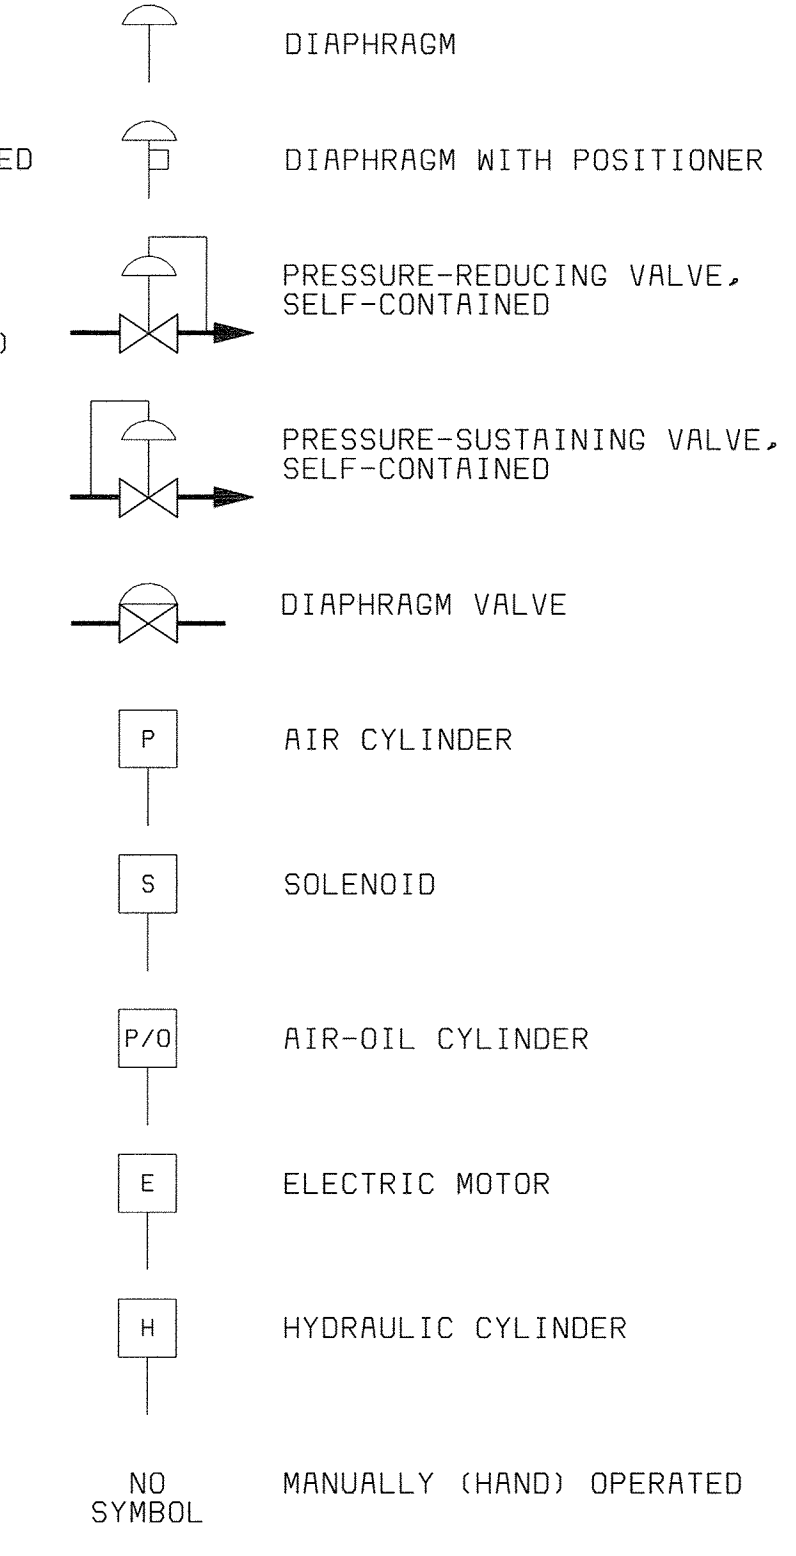 DIAPHRAGM
ED
DIAPHRAGM WITH POSITIONER
PRESSURE-REDUCING VALVE,
SELF-CONTAINED
)
PRESSURE-SUSTAINING VALVE,
SELF-CONTAINED
DIAPHRAGM VALVE
P
AIR CYLINDER
S
SOLENOID
P/O
AIR-OIL CYLINDER
E
ELECTRIC MOTOR
H
HYDRAULIC CYLINDER
NO
SYMBOL
MANUALLY (HAND) OPERATED